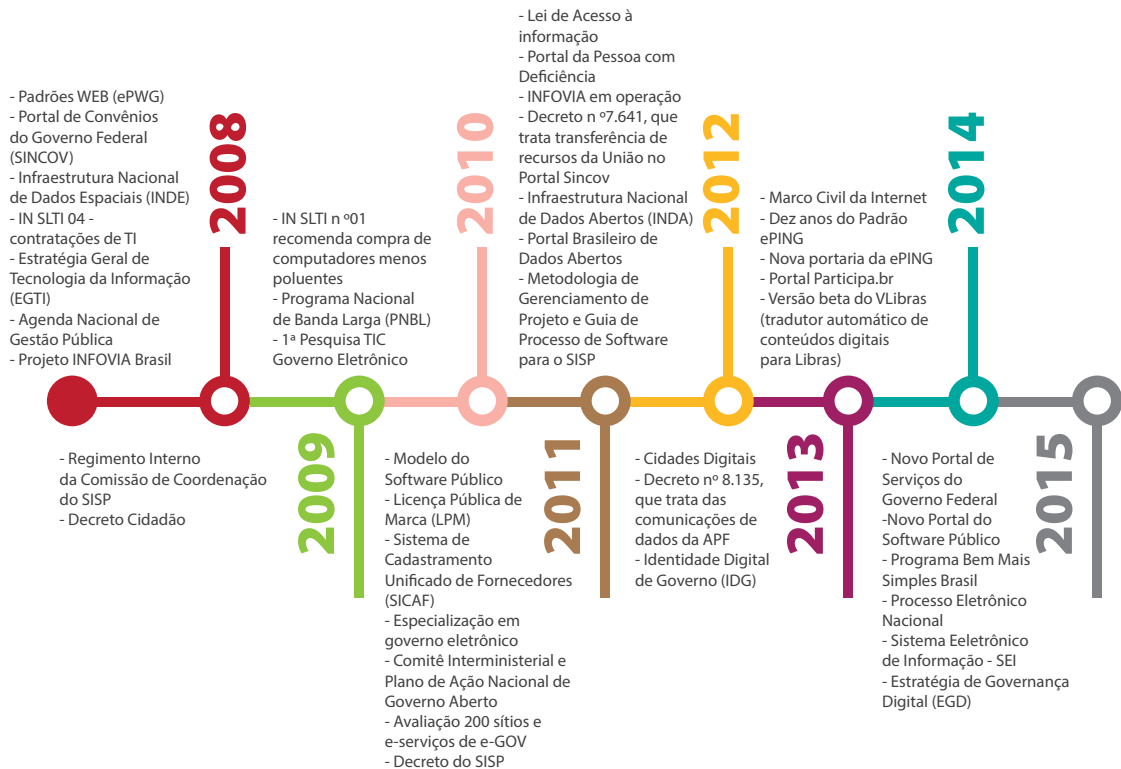 - Padrões WEB (ePWG)
- Portal de Convênios
do Governo Federal
(SINCOV)
- Infraestrutura Nacional
de Dados Espaciais (INDE)
- IN SLTI 04 -
contratações de TI
- Estratégia Geral de
Tecnologia da Informação
(EGTI)
- Agenda Nacional de
Gestão Pública
- Projeto INFOVIA Brasil
2008
- Regimento Interno
da Comissão de Coordenação
do SISP
- Decreto Cidadão
2009
- IN SLTI n º01
recomenda compra de
computadores menos
poluentes
- Programa Nacional
de Banda Larga (PNBL)
- 1ª Pesquisa TIC
Governo Eletrônico
2010
- Modelo do
Software Público
- Licença Pública de
Marca (LPM)
- Sistema de
Cadastramento
Unificado de Fornecedores
(SICAF)
- Especialização em
governo eletrônico
- Comitê Interministerial e
Plano de Ação Nacional de
Governo Aberto
- Avaliação 200 sítios e
e-serviços de e-GOV
- Decreto do SISP
2011
- Lei de Acesso à
informação
- Portal da Pessoa com
Deficiência
- INFOVIA em operação
- Decreto n º7.641, que
trata transferência de
recursos da União no
Portal Sincov
- Infraestrutura Nacional
de Dados Abertos (INDA)
- Portal Brasileiro de
Dados Abertos
- Metodologia de
Gerenciamento de
Projeto e Guia de
Processo de Software
para o SISP
2012
- Cidades Digitais
- Decreto nº 8.135,
que trata das
comunicações de
dados da APF
- Identidade Digital
de Governo (IDG)
2013
- Marco Civil da Internet
- Dez anos do Padrão
ePING
- Nova portaria da ePING
- Portal Participa.br
- Versão beta do VLibras
(tradutor automático de
conteúdos digitais
para Libras)
2014
- Novo Portal de
Serviços do
Governo Federal
-Novo Portal do
Software Público
- Programa Bem Mais
Simples Brasil
- Processo Eletrônico
Nacional
- Sistema Eeletrônico
de Informação - SEI
- Estratégia de Governança
Digital (EGD)
2015